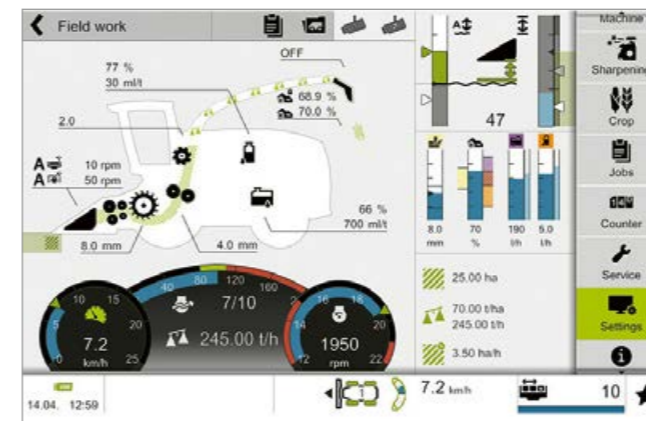 Field work
OFF
77 %
30 ml/t
68.9 %
70.0 %
2.0
A
10 rpm
A
50 rpm
66 %
700 ml/t
8.0 mm
4.0 mm
40 80 120 160
7/10
245.00 t/h
0 5 10 15 20 25
7.2
km/h
12 14 16 18 20 22
1950
rpm
A
47
8.0 70 190 5.0
mm % t/h l/h
25.00 ha
70.00 t/ha
245.00 t/h
3.50 ha/h
Machine
Sharpening
Crop
Jobs
Counter
Service
Settings
14.04. 12:59
1
7.2 km/h
10